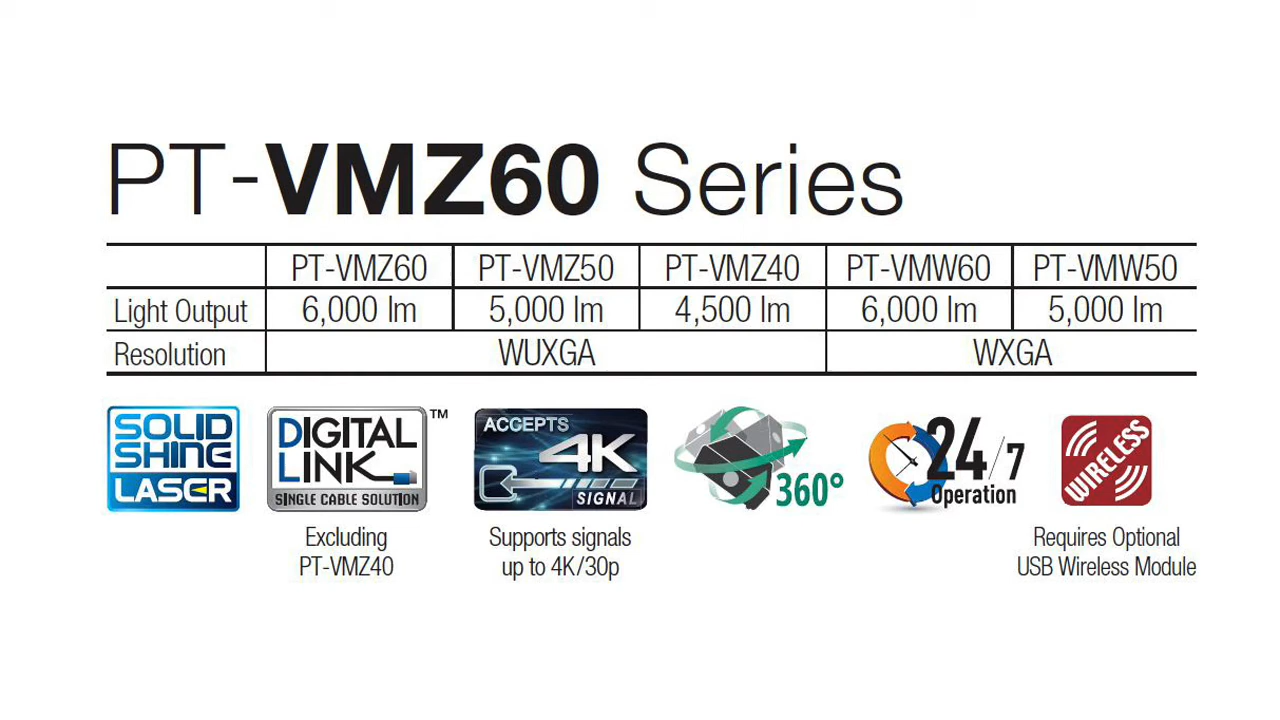 PT-VMZ60 Series
PT-VMZ60 PT-VMZ50 PT-VMZ40 PT-VMW60 PT-VMW50
Light Output 6,000 lm 5,000 lm 4,500 lm 6,000 lm 5,000 lm
Resolution WUXGA WXGA
SOLID
SHINE
LASER
DIGITAL
LINK
SINGLE CABLE SOLUTION
™
ACCEPTS
4K
SIGNAL
360°
24/7
Operation
WIRELESS
Excluding
PT-VMZ40
Supports signals
up to 4K/30p
Requires Optional
USB Wireless Module